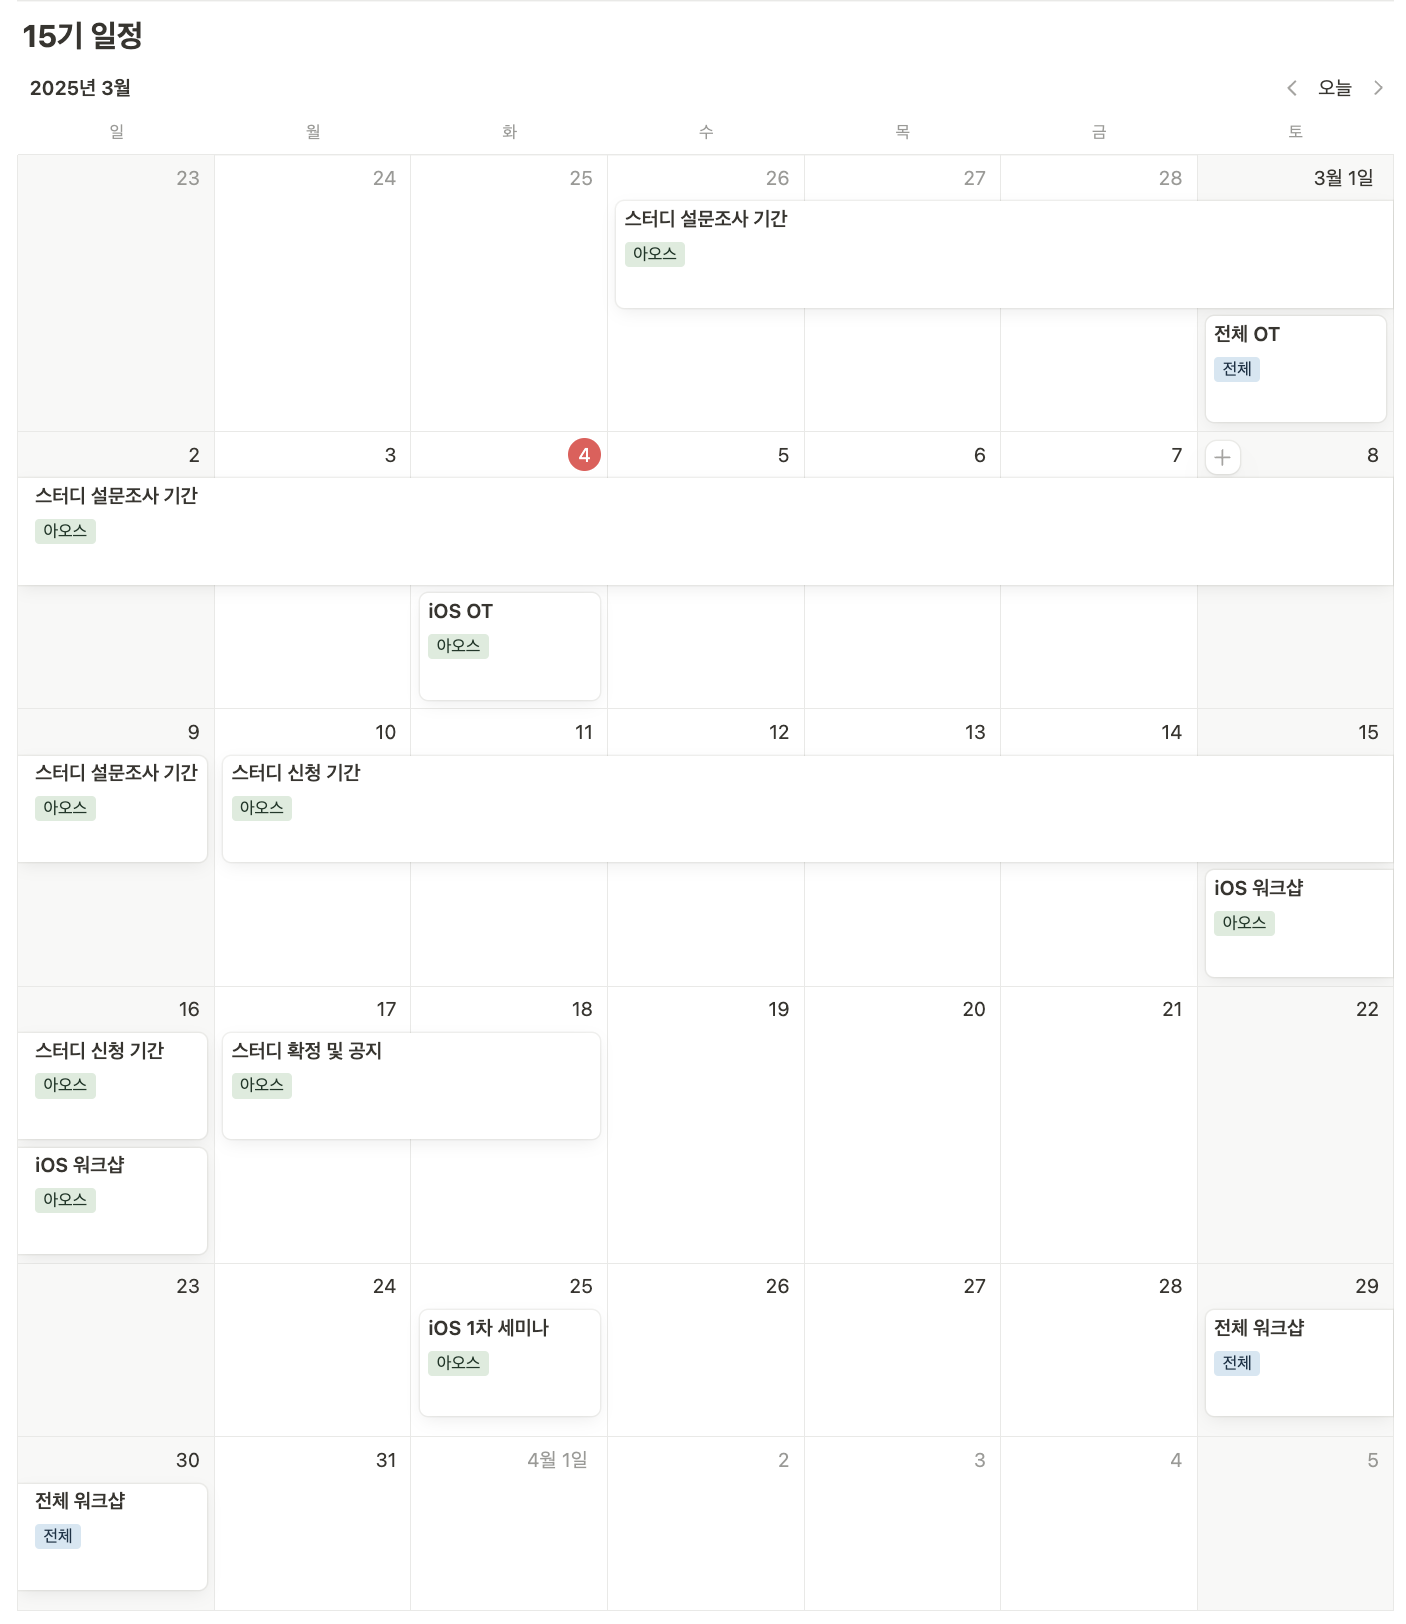 15기 일정
2025년 3월
오늘
일 월 화 수 목 금 토
23 24 25 26 27 28 3월 1일
스터디 설문조사 기간
아오스
전체 OT
전체
2 3 4 5 6 7 8
스터디 설문조사 기간
아오스
iOS OT
아오스
9 10 11 12 13 14 15
스터디 설문조사 기간 스터디 신청 기간
아오스 아오스
iOS 워크샵
아오스
16 17 18 19 20 21 22
스터디 신청 기간 스터디 확정 및 공지
아오스 아오스
iOS 워크샵
아오스
23 24 25 26 27 28 29
iOS 1차 세미나 전체 워크샵
아오스 전체
30 31 4월 1일 2 3 4 5
전체 워크샵
전체